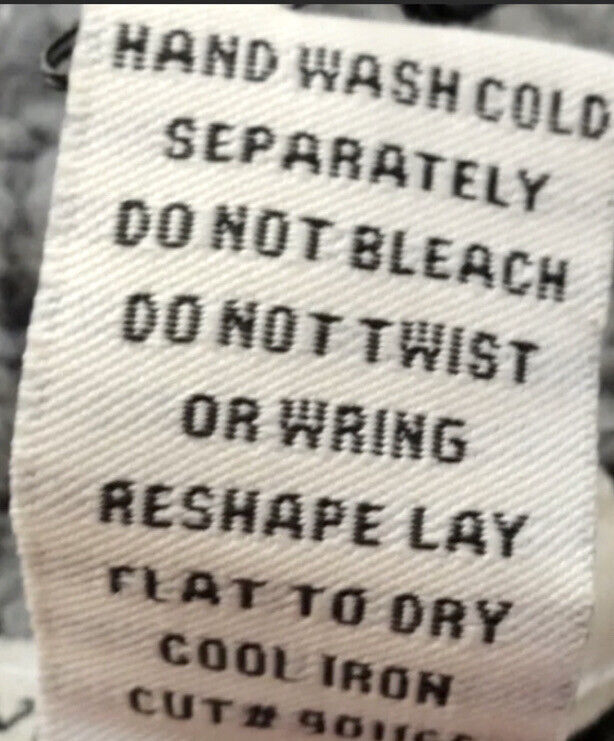 HAND WASH COLD
SEPARATELY
DO NOT BLEACH
DO NOT TWIST
OR WRING
RESHAPE LAY
FLAT TO DRY
COOL IRON
CUT#